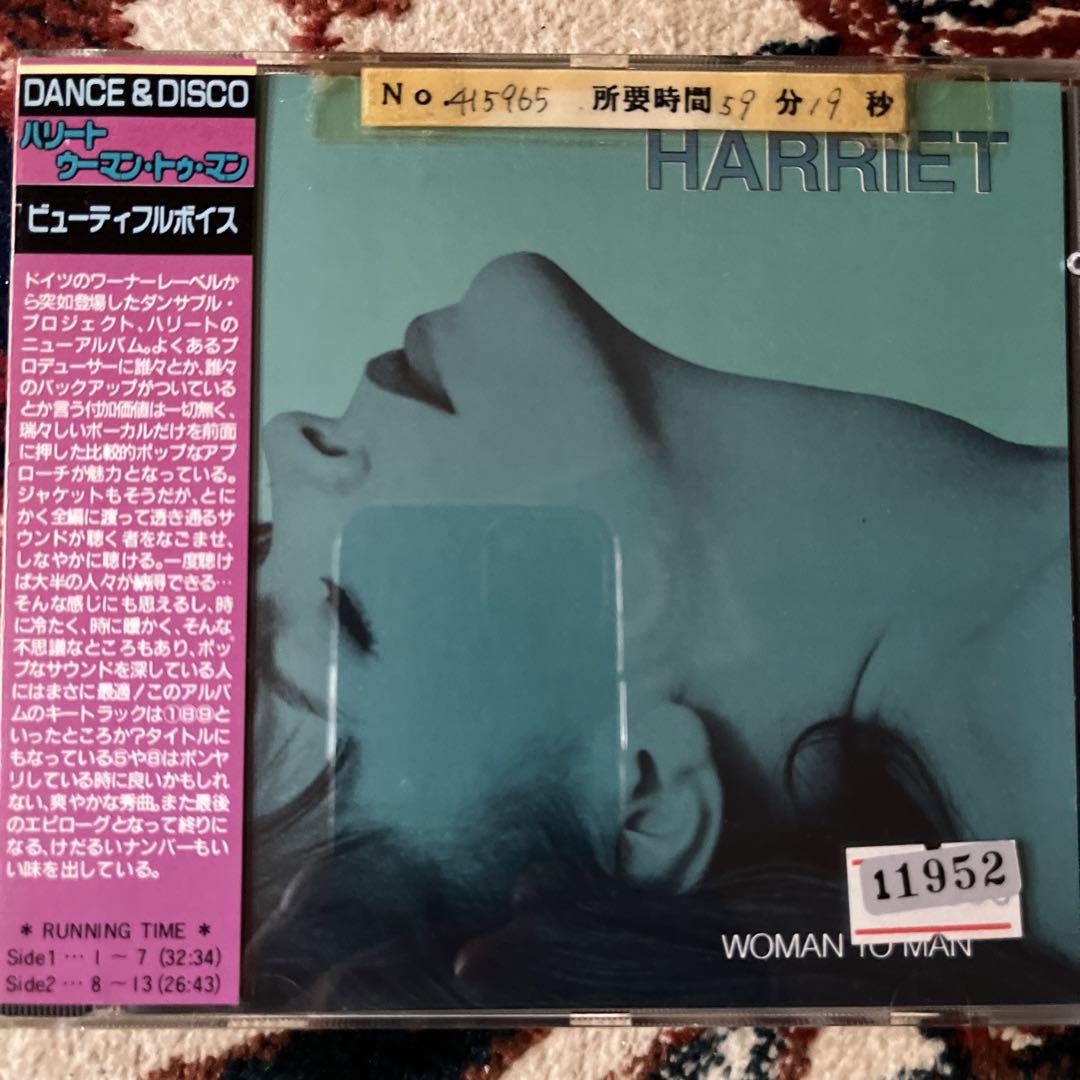 DANCE & DISCO
ハリート
ウーマン・トゥ・マン
ビューティフルボイス
ドイツのワーナーレーベルか
ら突如登場したダンサブル・
プロジェクト、ハリートの
ニューアルバム。よくあるプ
ロデューサーに誰々とか、誰々
のバックアップがついている
とか言う付加価値は一切無く、
瑞々しいボーカルだけを前面
に押した比較的ポップなアプ
ローチが魅力となっている。
ジャケットもそうだが、とに
かく全編に渡って透き通るサ
ウンドが聴く者をなごませ、
しなやかに聴ける。一度聴け
ば大半の人々が納得できる…
そんな感じにも思えるし、時
に冷たく、時に暖かく、そんな
不思議なところもあり、ポッ
プなサウンドを深している人
にはまさに最適!このアルバ
ムのキートラックは①⑧⑨と
いったところか?タイトルに
もなっている⑤や⑧はボンヤ
リしている時に良いかもしれ
ない、爽やかな秀曲。また最後
のエピローグとなって終りに
なる、けだるいナンバーもい
い味を出している。
* RUNNING TIME *
Side1 … 1 ~ 7 (32:34)
Side2 … 8 ~ 13 (26:43)
No. 415965 所要時間 59 分 19 秒
HARRIET
11952
WOMAN TO MAN